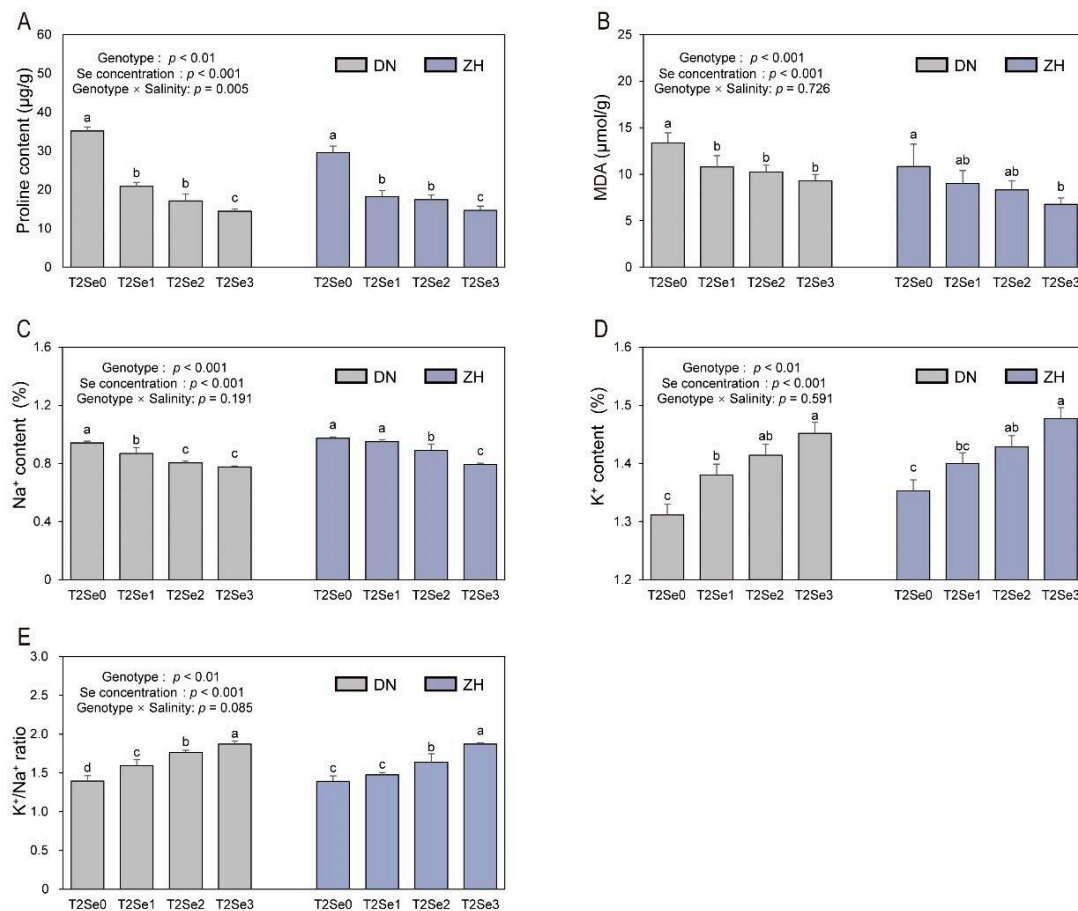 A
Proline content (μg/g)
60
50
40
30
20
10
0
Genotype : p < 0.01
Se concentration : p < 0.001
Genotype × Salinity: p = 0.005
DN ZH
a b b c a b b c
T2Se0 T2Se1 T2Se2 T2Se3 T2Se0 T2Se1 T2Se2 T2Se3
B
MDA (μmol/g)
25
20
15
10
5
0
Genotype : p < 0.001
Se concentration : p < 0.001
Genotype × Salinity: p = 0.726
DN ZH
a b b b a ab ab b
T2Se0 T2Se1 T2Se2 T2Se3 T2Se0 T2Se1 T2Se2 T2Se3
C
Na⁺ content (%)
1.6
1.2
0.8
0.4
0
Genotype : p < 0.001
Se concentration : p < 0.001
Genotype × Salinity: p = 0.191
DN ZH
a b c c a a b c
T2Se0 T2Se1 T2Se2 T2Se3 T2Se0 T2Se1 T2Se2 T2Se3
D
K⁺ content (%)
1.6
1.5
1.4
1.3
1.2
Genotype : p < 0.01
Se concentration : p < 0.001
Genotype × Salinity: p = 0.591
DN ZH
c b ab a c bc ab a
T2Se0 T2Se1 T2Se2 T2Se3 T2Se0 T2Se1 T2Se2 T2Se3
E
K⁺/Na⁺ ratio
3.0
2.5
2.0
1.5
1.0
0.5
0
Genotype : p < 0.01
Se concentration : p < 0.001
Genotype × Salinity: p = 0.085
DN ZH
d c b a c c b a
T2Se0 T2Se1 T2Se2 T2Se3 T2Se0 T2Se1 T2Se2 T2Se3